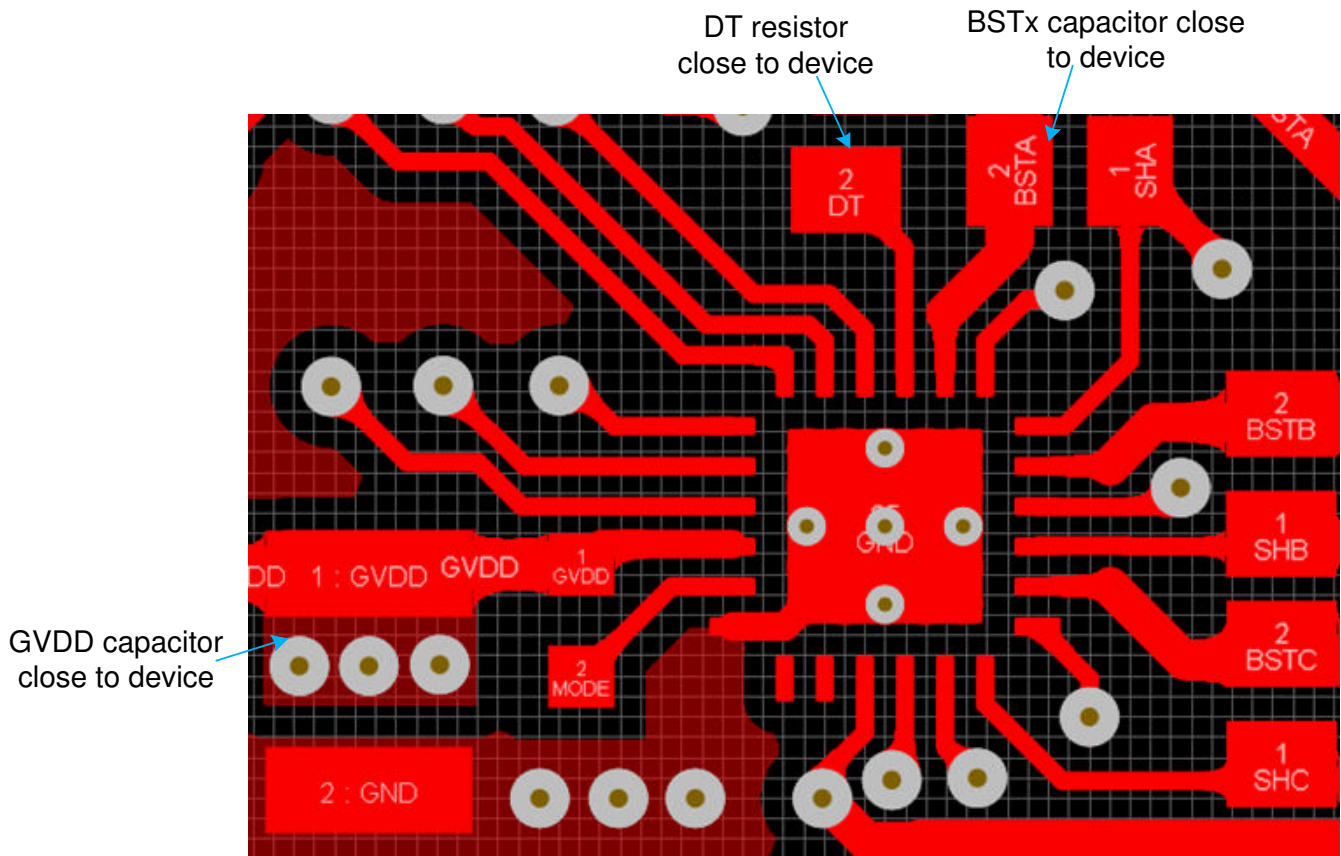 DT resistor
close to device
BSTx capacitor close
to device
2
DT
2
BSTA
1
SHA
STA
2
BSTB
GND
1
SHB
DD
1 : GVDD
GVDD
1
GVDD
GVDD capacitor
close to device
2
MODE
2
BSTC
1
SHC
2 : GND